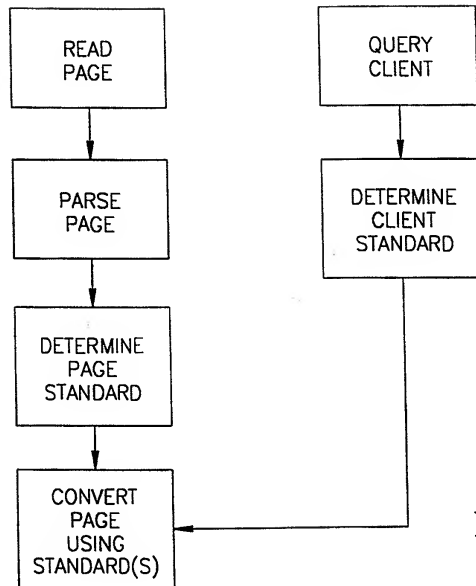 READ
PAGE
QUERY
CLIENT
PARSE
PAGE
DETERMINE
CLIENT
STANDARD
DETERMINE
PAGE
STANDARD
CONVERT
PAGE
USING
STANDARD(S)